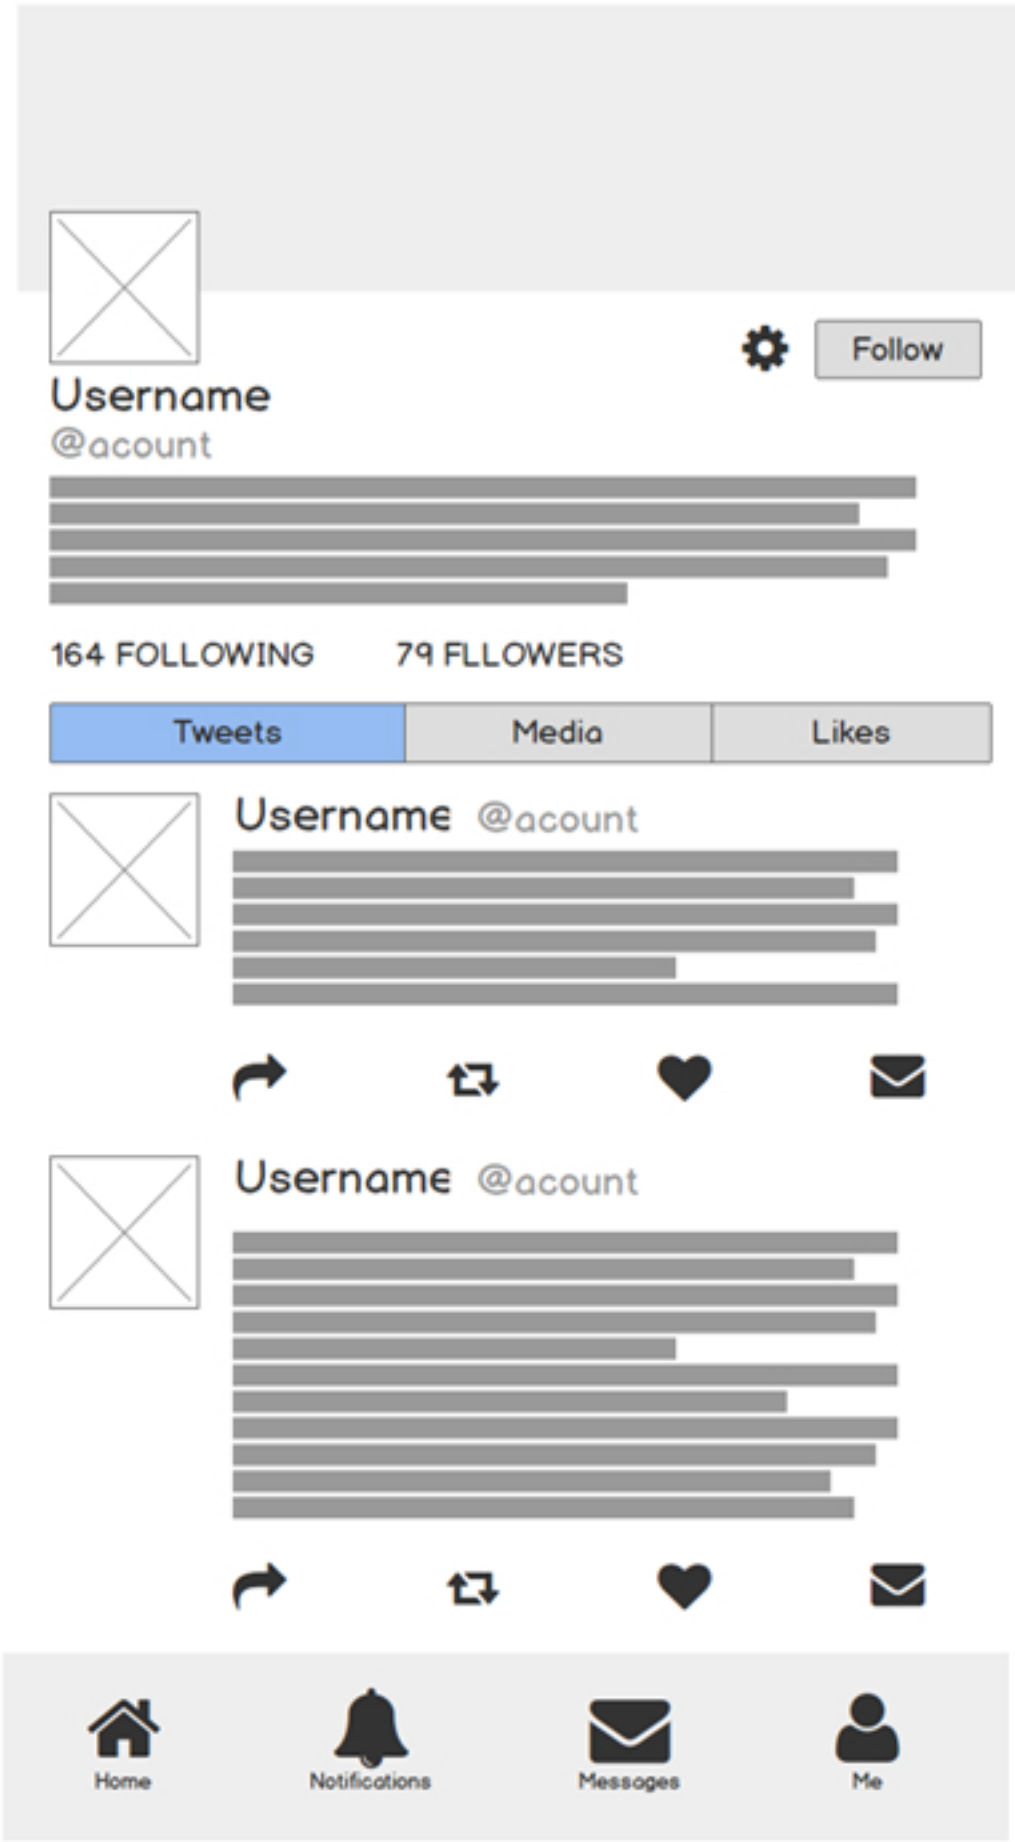 Follow
Username
@acount
164 FOLLOWING 79 FLLOWERS
Tweets Media Likes
Username @acount
Username @acount
Home Notifications Messages Me